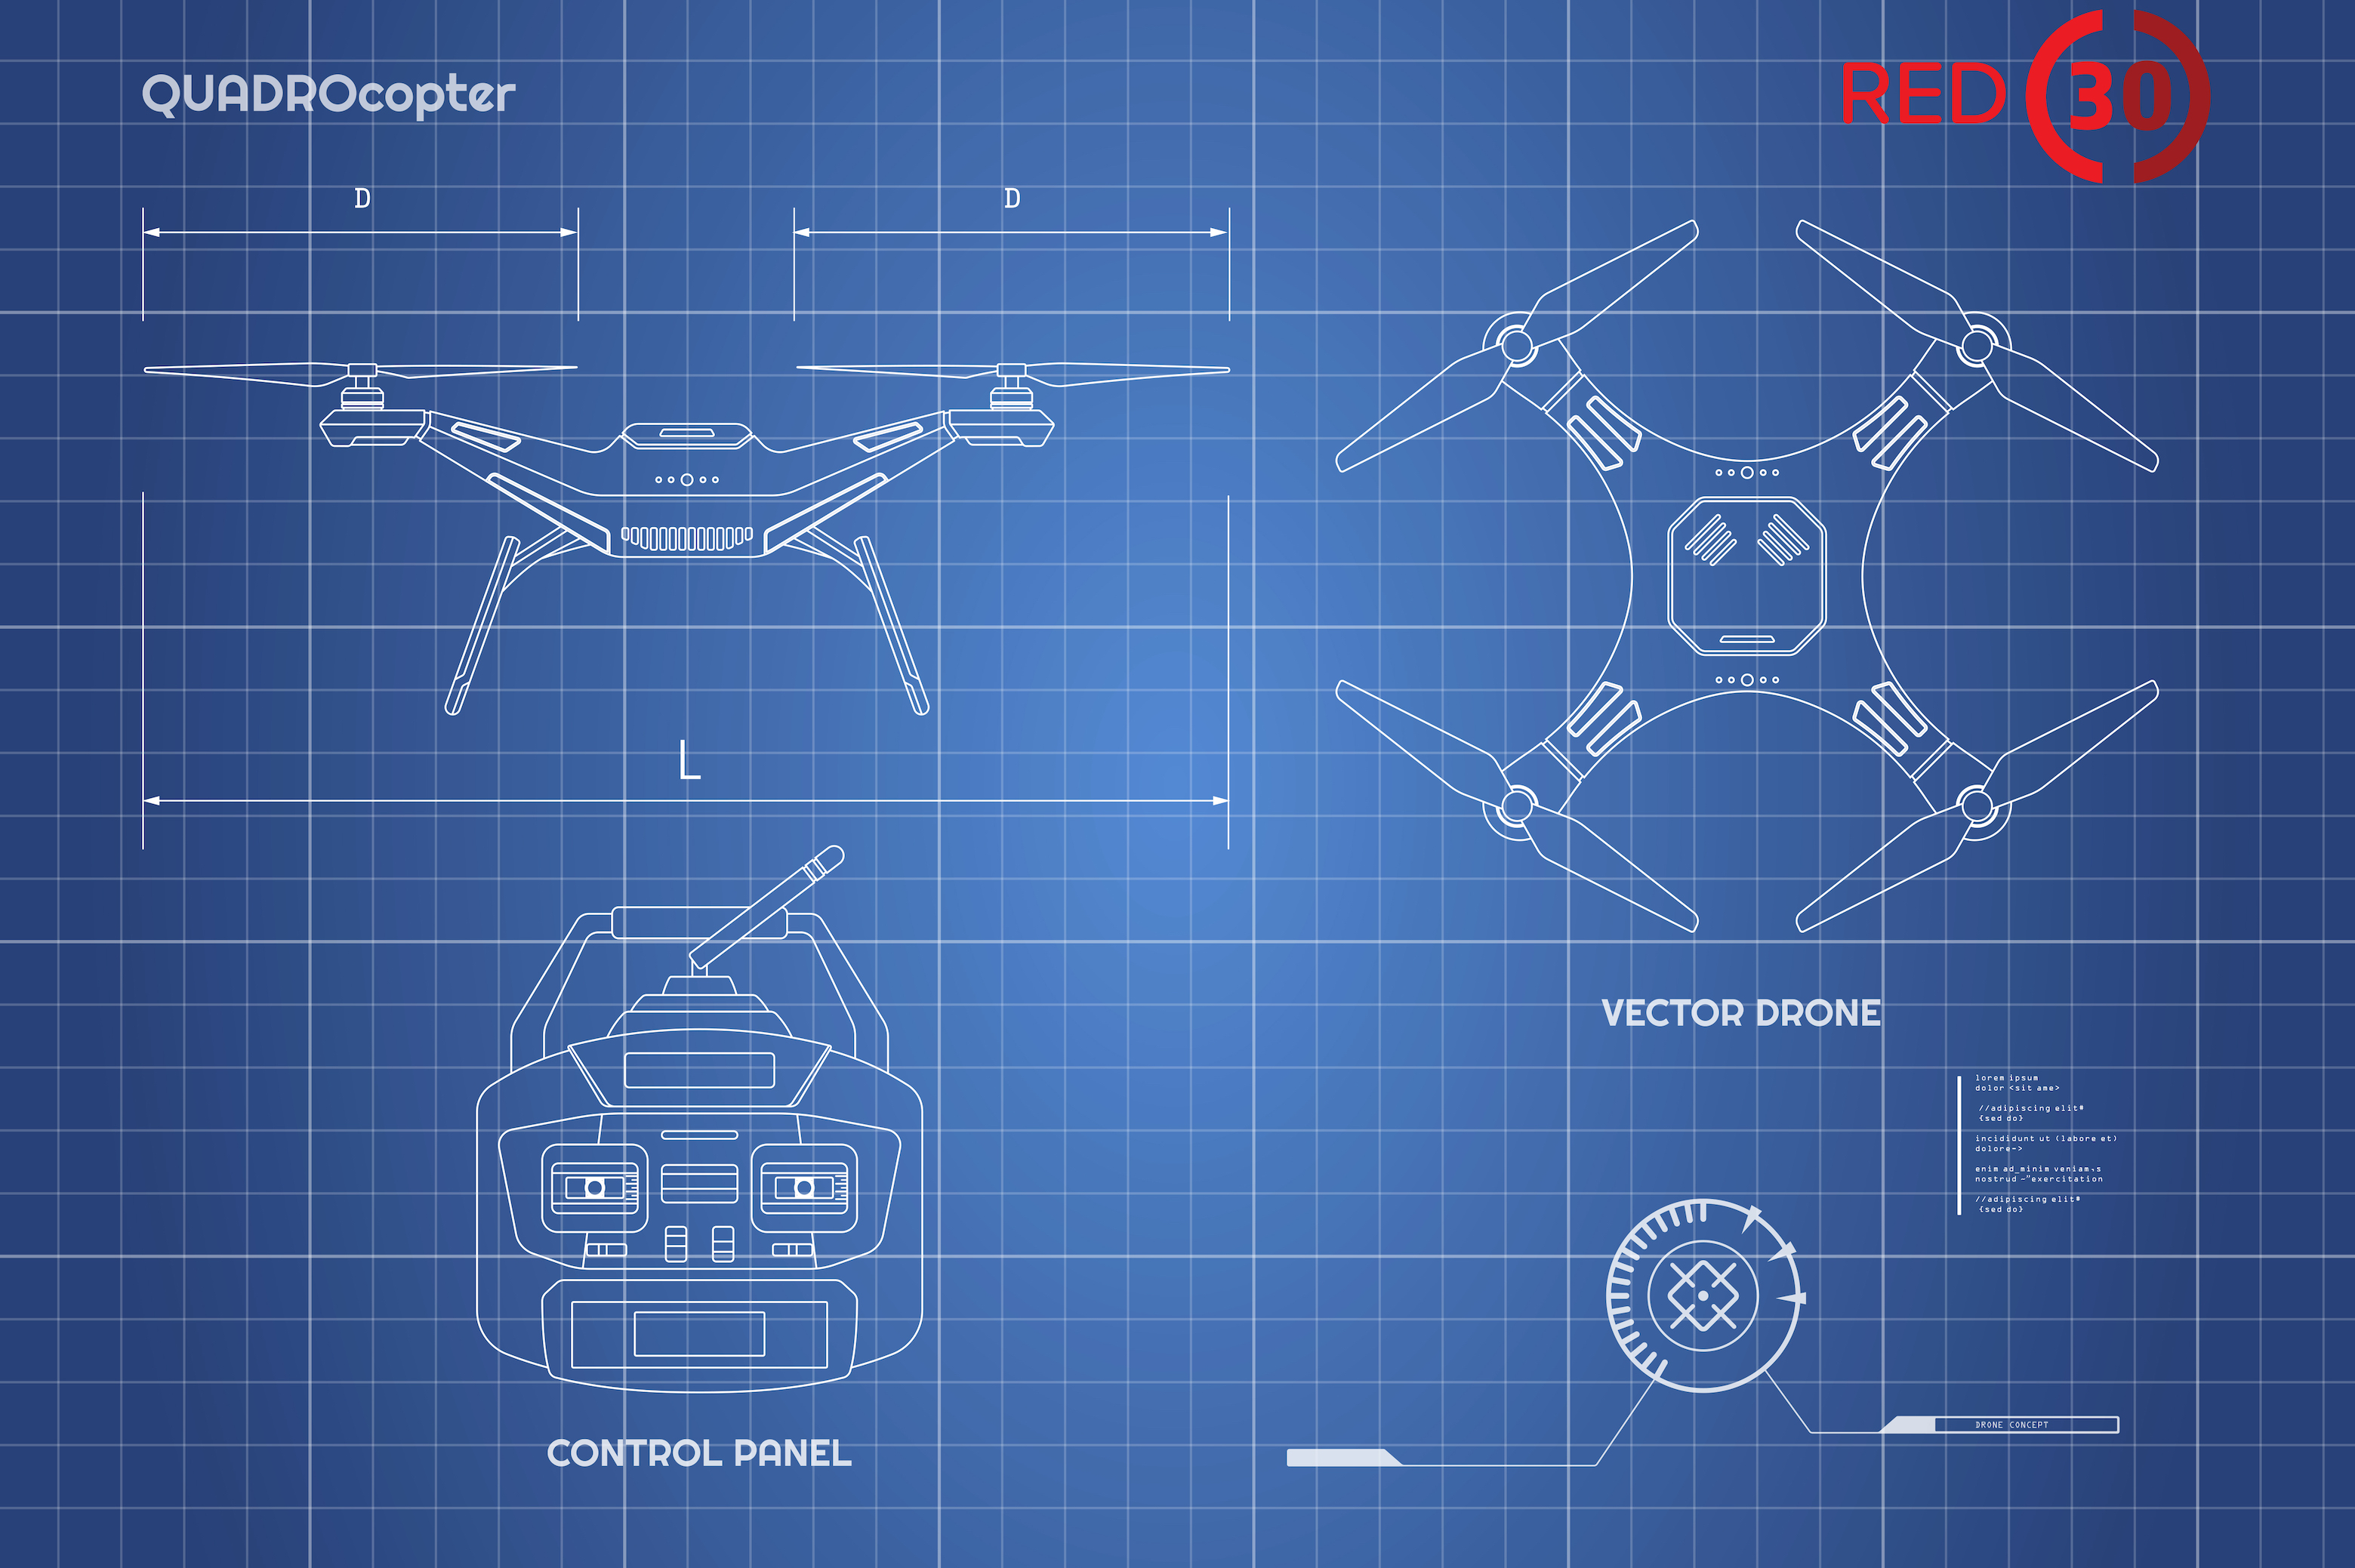 QUADROcopter
RED 30
D
D
L
VECTOR DRONE
lorem ipsum
dolor <sit ame>
//adipiscing elit#
{sed do}
incididunt ut (labore et)
dolore->
enim ad_minim veniam.s
nostrud -"exercitation
//adipiscing elit#
{sed do}
DRONE CONCEPT
CONTROL PANEL